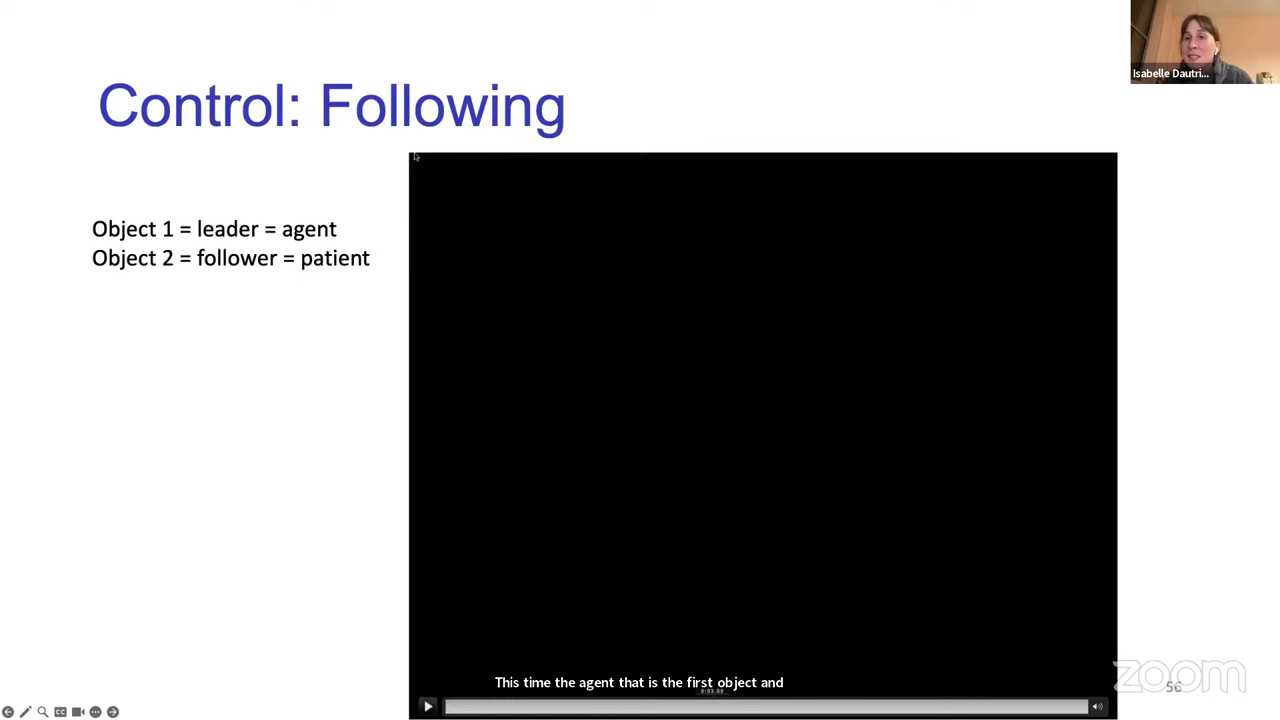 Isabelle Dautri...
Control: Following
Object 1 = leader = agent
Object 2 = follower = patient
This time the agent that is the first object and
zoom
56